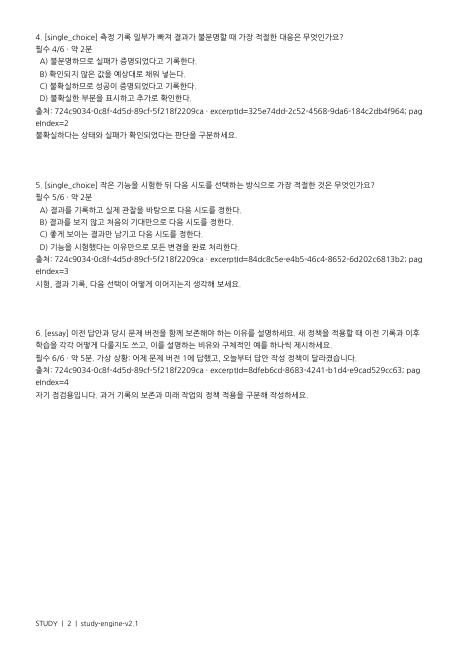 4. [single_choice] 측정 기록 일부가 빠져 결과가 불분명할 때 가장 적절한 대응은 무엇인가요?
필수 4/6 · 약 2분
A) 불분명하므로 실패가 증명되었다고 기록한다.
B) 확인되지 않은 값을 예상대로 채워 넣는다.
C) 불확실하므로 성공이 증명되었다고 기록한다.
D) 불확실한 부분을 표시하고 추가로 확인한다.
출처: 724c9034-0c8f-4d5d-89cf-5f218f2209ca · excerptId=325e74dd-2c52-4568-9da6-184c2db4f964; pag
eIndex=2
불확실하다는 상태와 실패가 확인되었다는 판단을 구분하세요.
5. [single_choice] 작은 기능을 시험한 뒤 다음 시도를 선택하는 방식으로 가장 적절한 것은 무엇인가요?
필수 5/6 · 약 2분
A) 결과를 기록하고 실제 관찰을 바탕으로 다음 시도를 정한다.
B) 결과를 보지 않고 처음의 기대만으로 다음 시도를 정한다.
C) 좋게 보이는 결과만 남기고 다음 시도를 정한다.
D) 기능을 시험했다는 이유만으로 모든 변경을 완료 처리한다.
출처: 724c9034-0c8f-4d5d-89cf-5f218f2209ca · excerptId=84dc8c5e-e4b5-46c4-8652-6d202c6813b2; pag
eIndex=3
시험, 결과 기록, 다음 선택이 어떻게 이어지는지 생각해 보세요.
6. [essay] 이전 답안과 당시 문제 버전을 함께 보존해야 하는 이유를 설명하세요. 새 정책을 적용할 때 이전 기록과 이후
학습을 각각 어떻게 다룰지도 쓰고, 이를 설명하는 비유와 구체적인 예를 하나씩 제시하세요.
필수 6/6 · 약 5분. 가상 상황: 어제 문제 버전 1에 답했고, 오늘부터 답안 작성 정책이 달라졌습니다.
출처: 724c9034-0c8f-4d5d-89cf-5f218f2209ca · excerptId=8dfeb6cd-8683-4241-b1d4-e9cad529cc63; pag
eIndex=4
자기 점검용입니다. 과거 기록의 보존과 미래 작업의 정책 적용을 구분해 작성하세요.
STUDY | 2 | study-engine-v2.1